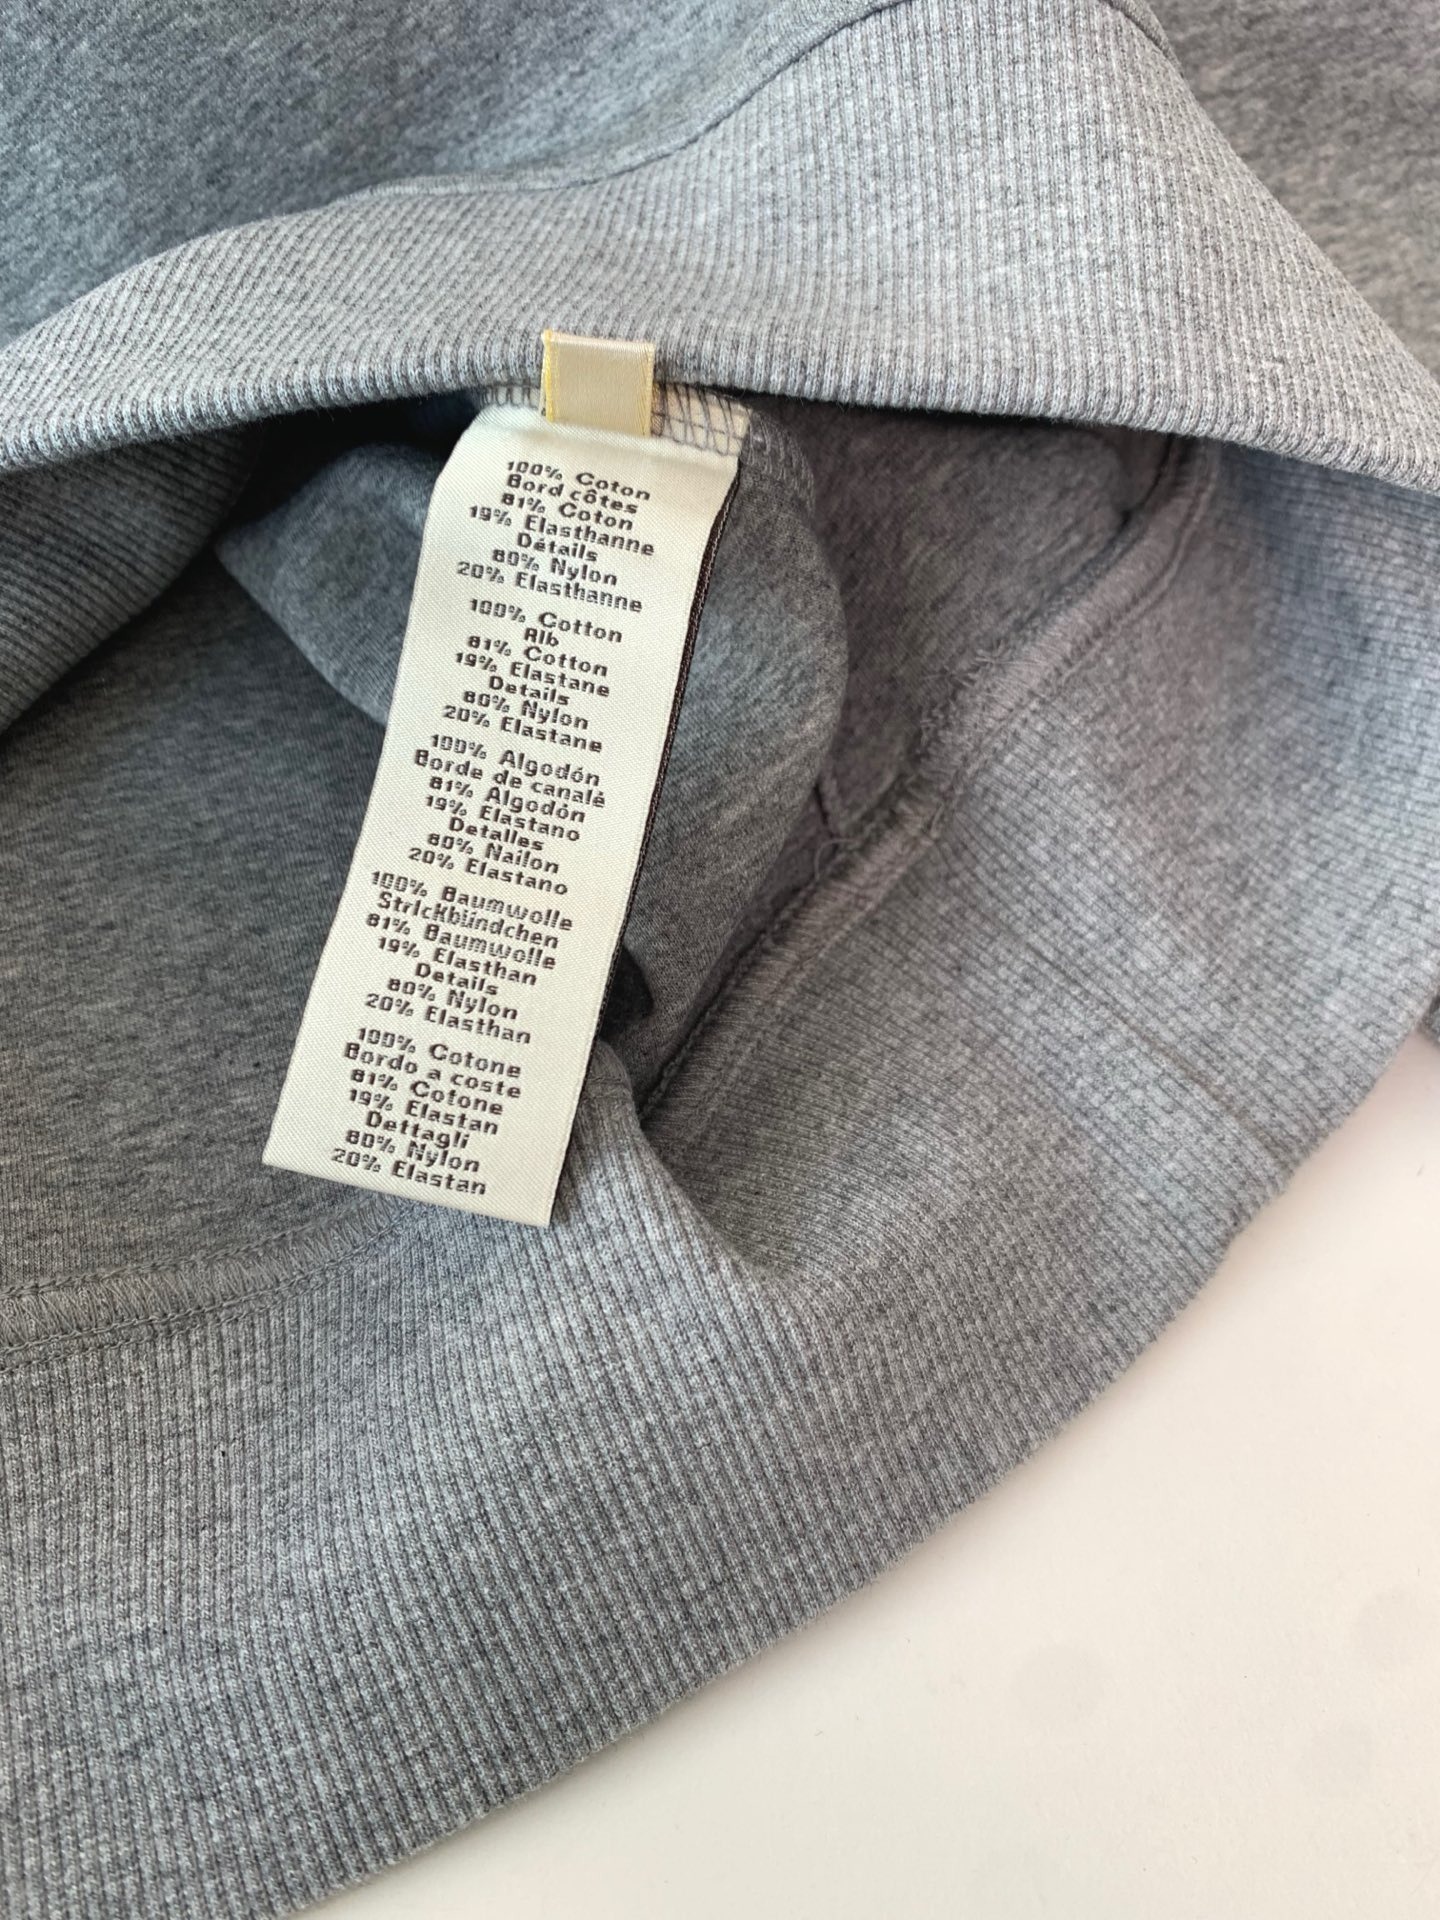 100% Coton
Bord côtes
81% Coton
19% Elasthanne
Détails
80% Nylon
20% Elasthanne
100% Cotton
Rib
81% Cotton
19% Elastane
Details
80% Nylon
20% Elastane
100% Algodón
Borde de canalé
81% Algodón
19% Elastano
Detalles
80% Nailon
20% Elastano
100% Baumwolle
Strickbündchen
81% Baumwolle
19% Elasthan
Details
80% Nylon
20% Elasthan
100% Cotone
Bordo a coste
81% Cotone
19% Elastan
Dettagli
80% Nylon
20% Elastan